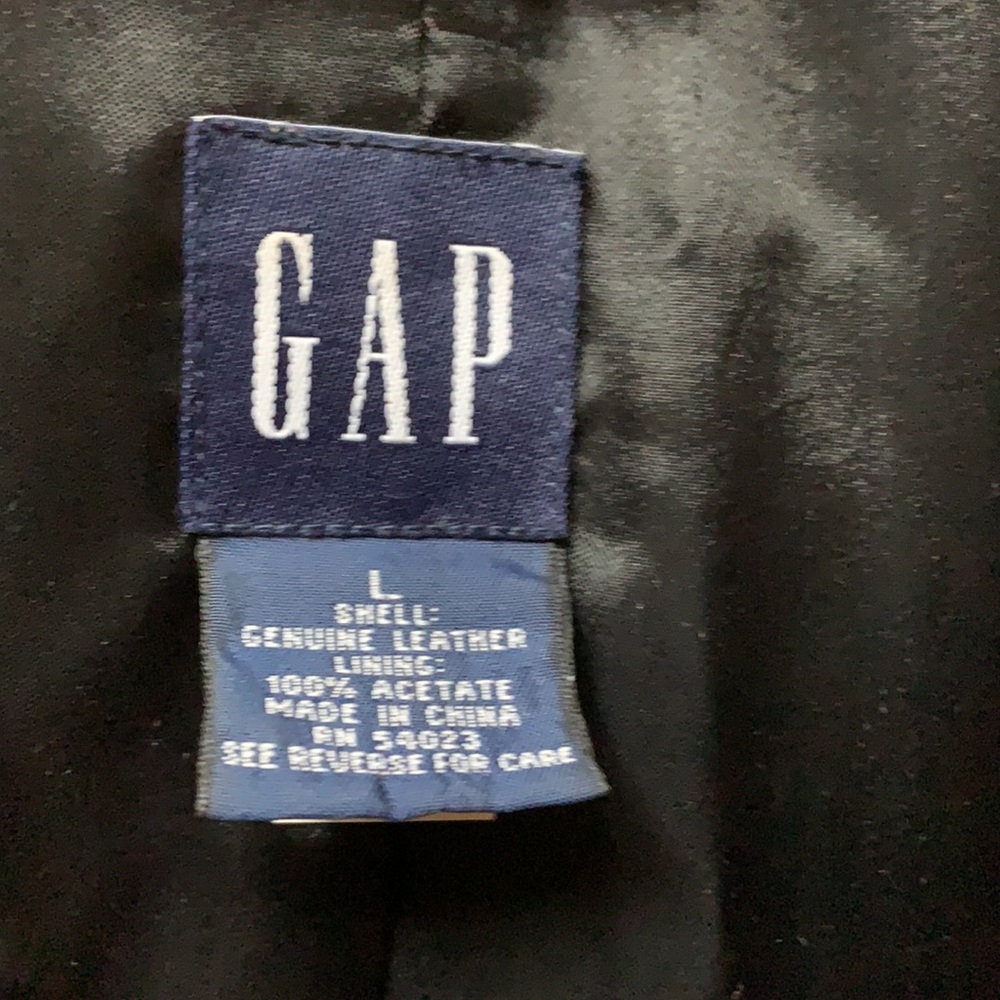 GAP
L
SHELL:
GENUINE LEATHER
LINING:
100% ACETATE
MADE IN CHINA
RN 54023
SEE REVERSE FOR CARE